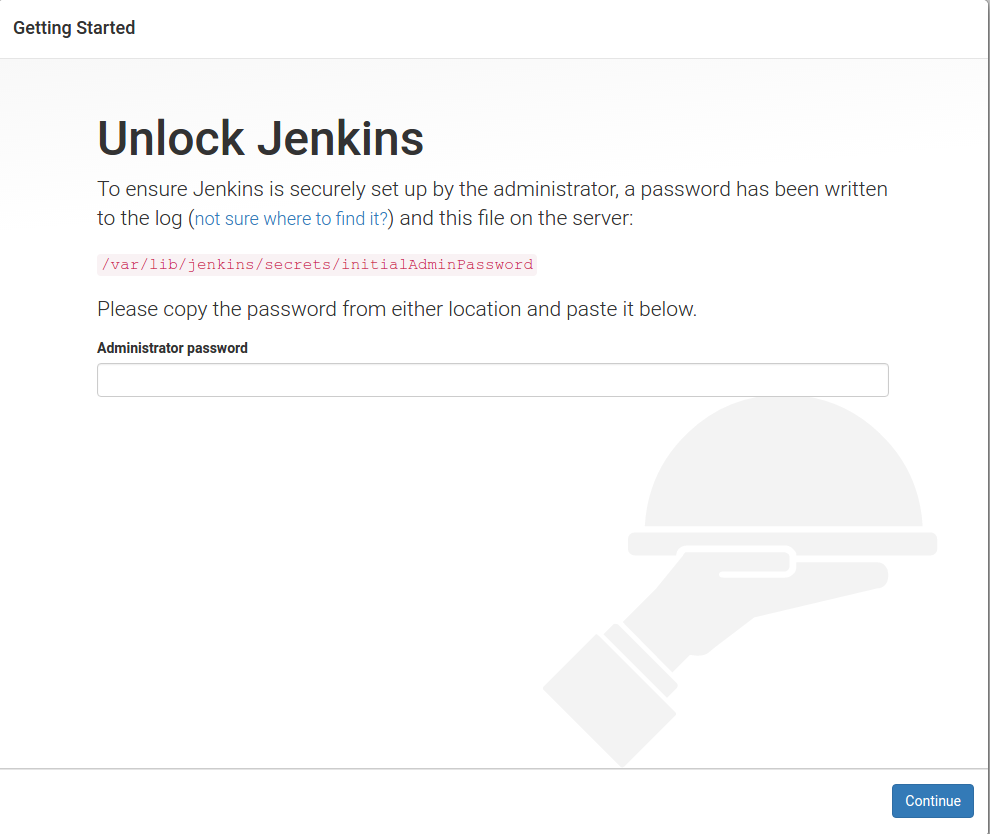 Getting Started
Unlock Jenkins
To ensure Jenkins is securely set up by the administrator, a password has been written
to the log (not sure where to find it?) and this file on the server:
/var/lib/jenkins/secrets/initialAdminPassword
Please copy the password from either location and paste it below.
Administrator password
Continue